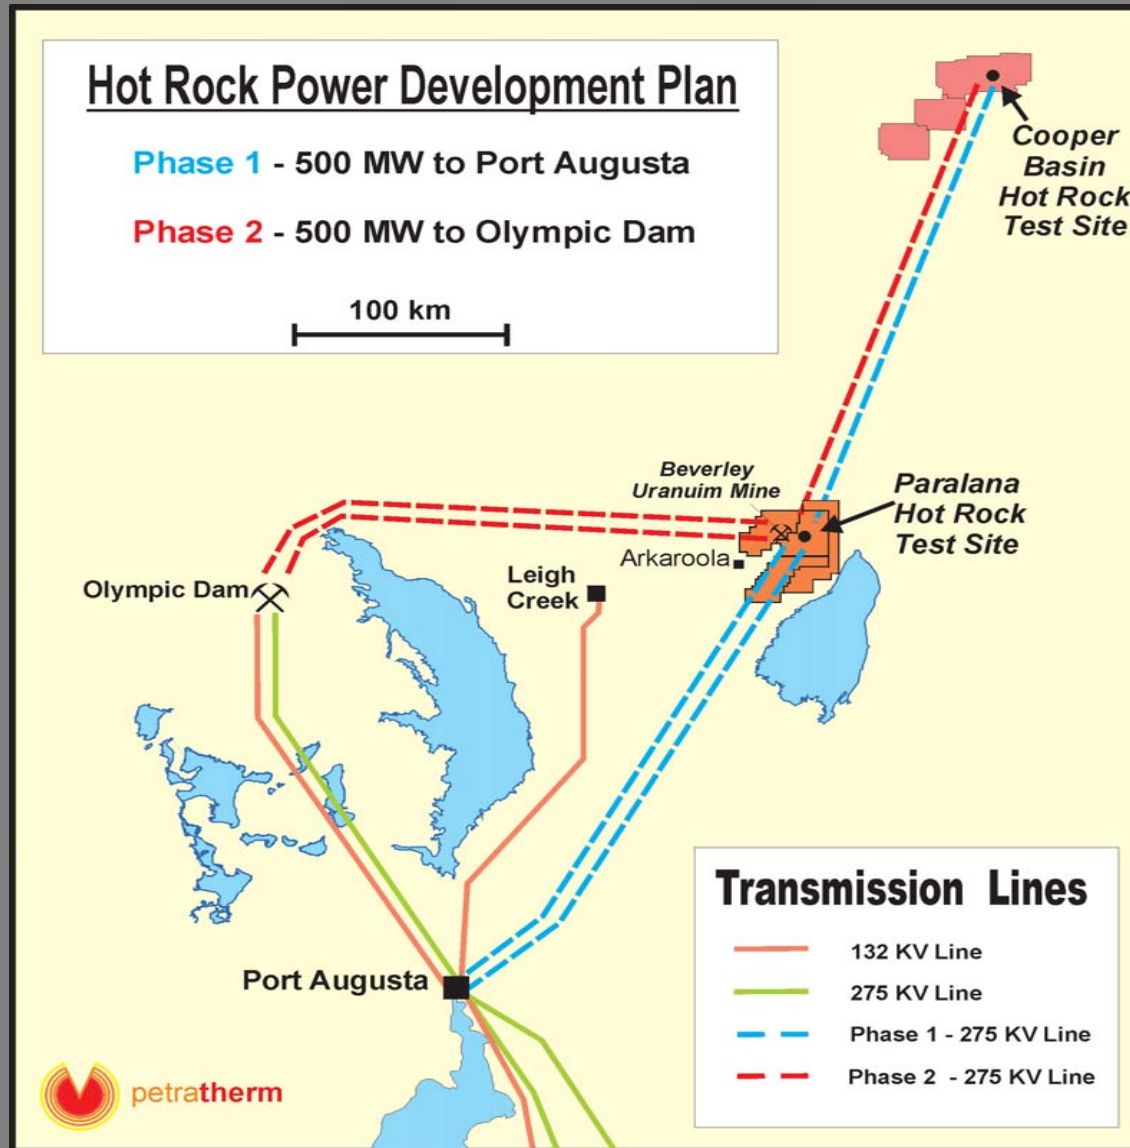 Hot Rock Power Development Plan
Phase 1 - 500 MW to Port Augusta
Phase 2 - 500 MW to Olympic Dam
100 km
Cooper
Basin
Hot Rock
Test Site
Beverley
Uranuim Mine
Paralana
Hot Rock
Test Site
Arkaroola
Olympic Dam
Leigh
Creek
Port Augusta
Transmission Lines
132 KV Line
275 KV Line
Phase 1 - 275 KV Line
Phase 2 - 275 KV Line
petratherm